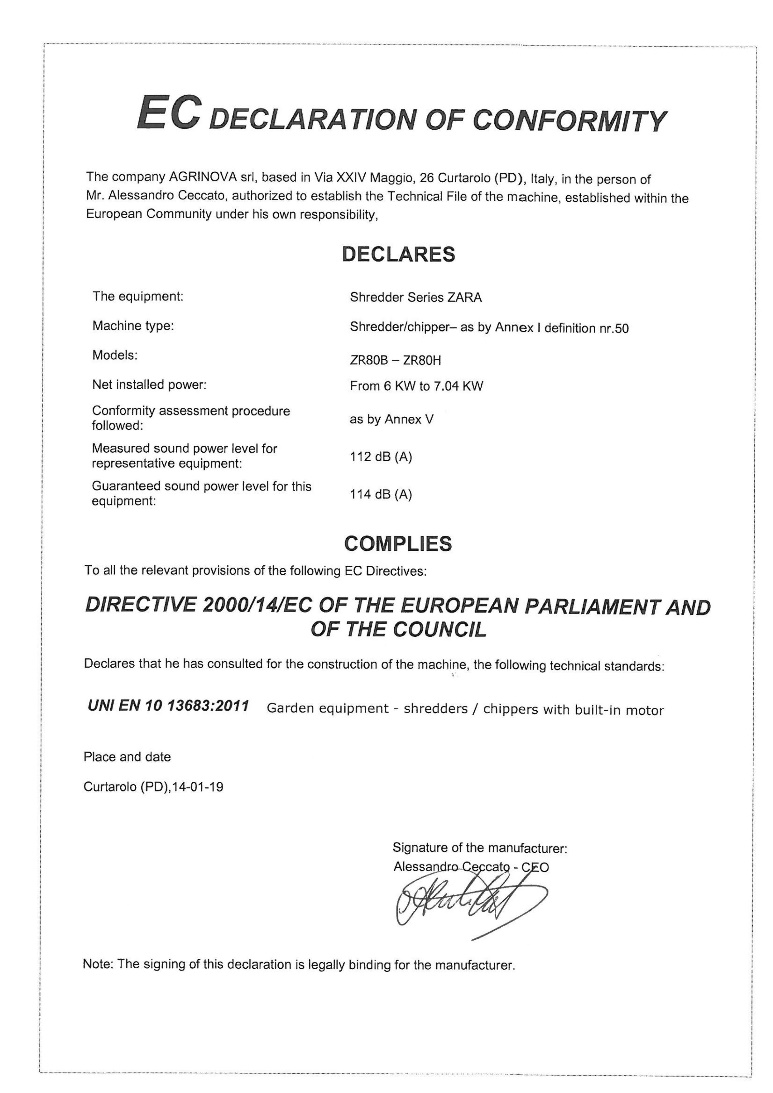 EC DECLARATION OF CONFORMITY
The company AGRINOVA srl, based in Via XXIV Maggio, 26 Curtarolo (PD), Italy, in the person of
Mr. Alessandro Ceccato, authorized to establish the Technical File of the machine, established within the
European Community under his own responsibility,
DECLARES
The equipment: Shredder Series ZARA
Machine type: Shredder/chipper– as by Annex I definition nr.50
Models: ZR80B – ZR80H
Net installed power: From 6 KW to 7.04 KW
Conformity assessment procedure
followed: as by Annex V
Measured sound power level for
representative equipment: 112 dB (A)
Guaranteed sound power level for this
equipment: 114 dB (A)
COMPLIES
To all the relevant provisions of the following EC Directives:
DIRECTIVE 2000/14/EC OF THE EUROPEAN PARLIAMENT AND
OF THE COUNCIL
Declares that he has consulted for the construction of the machine, the following technical standards:
UNI EN 10 13683:2011 Garden equipment - shredders / chippers with built-in motor
Place and date
Curtarolo (PD),14-01-19
Signature of the manufacturer:
Alessandro Ceccato - CEO
Note: The signing of this declaration is legally binding for the manufacturer.